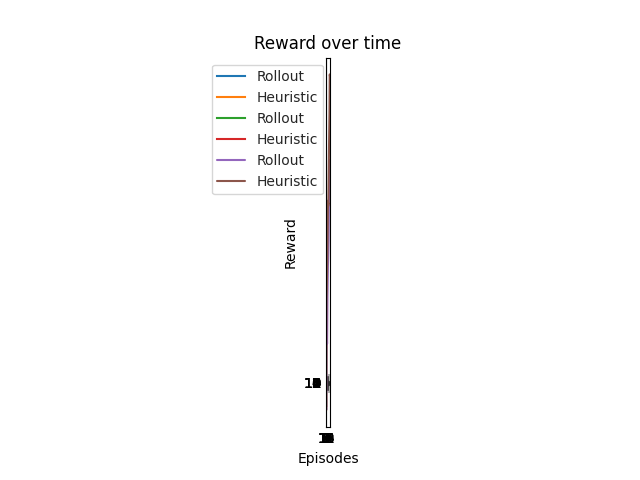 Reward over time
Rollout
Heuristic
Rollout
Heuristic
Rollout
Heuristic
Reward
Episodes